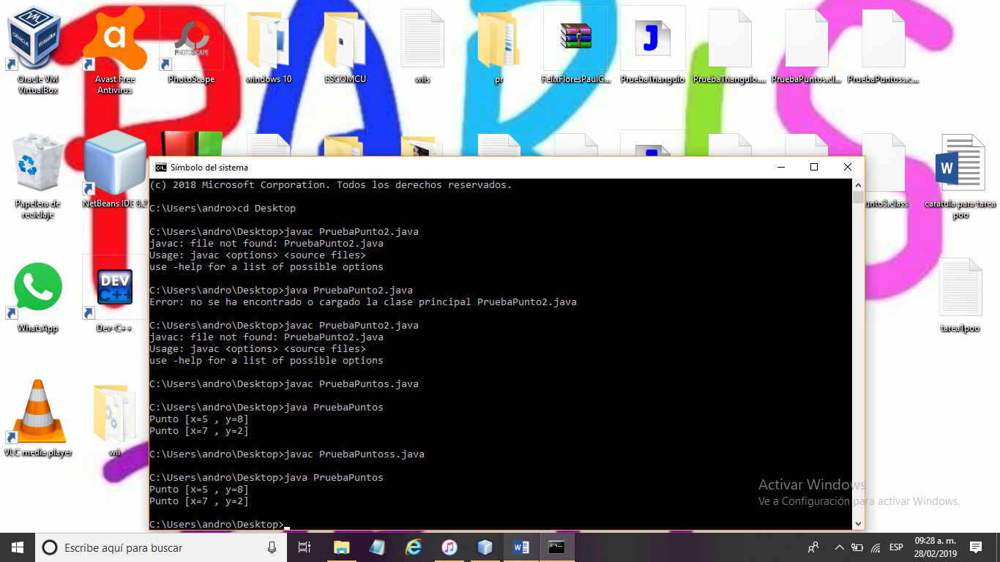 Oracle VM
VirtualBox
Avast Free
Antivirus
PhotoScape
windows 10
ESCOMCU
wiis
pr
FelixFloresPaulG...
PruebaTriangulo
PruebaTriangulo....
PruebaPuntos.cl...
PruebaPuntoss.c...
PHOTOSCAPE
PARIS
Papelera de
reciclaje
NetBeans IDE 8.2
unto3.class
caratula para tarea
poo
WhatsApp
DEV
C++
Dev-C++
tarea1poo
VLC media player
wii
Símbolo del sistema
(c) 2018 Microsoft Corporation. Todos los derechos reservados.
C:\Users\andro>cd Desktop
C:\Users\andro\Desktop>javac PruebaPunto2.java
javac: file not found: PruebaPunto2.java
Usage: javac <options> <source files>
use -help for a list of possible options
C:\Users\andro\Desktop>java PruebaPunto2.java
Error: no se ha encontrado o cargado la clase principal PruebaPunto2.java
C:\Users\andro\Desktop>javac PruebaPunto2.java
javac: file not found: PruebaPunto2.java
Usage: javac <options> <source files>
use -help for a list of possible options
C:\Users\andro\Desktop>javac PruebaPuntos.java
C:\Users\andro\Desktop>java PruebaPuntos
Punto [x=5 , y=8]
Punto [x=7 , y=2]
C:\Users\andro\Desktop>javac PruebaPuntoss.java
C:\Users\andro\Desktop>java PruebaPuntos
Punto [x=5 , y=8]
Punto [x=7 , y=2]
C:\Users\andro\Desktop>
Activar Windows
Ve a Configuración para activar Windows.
Escribe aquí para buscar
ESP
09:28 a. m.
28/02/2019